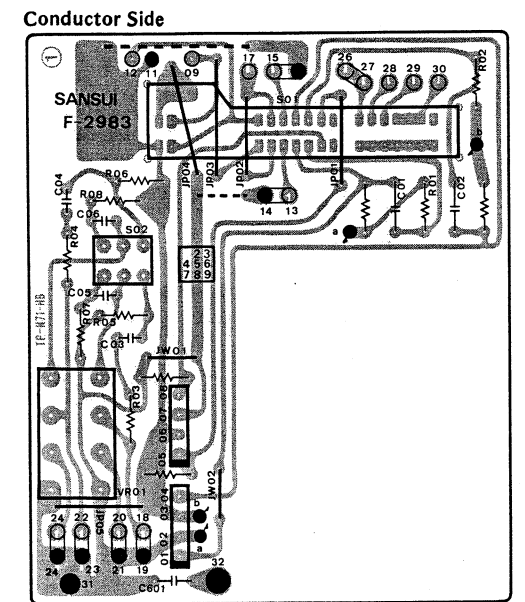 Conductor Side
1
12 11 09
17 15
26 27 28 29 30
R02
SANSUI
F-2983
S01
b
JP04 JP03 JP02 JP01
C04
R06
R08
C06
14 13
C01 R01 C02
a
R04
S02
2 3
4 5 6
7 8 9
C05
R07
R05
C03
JW01
R03
05 06 07 08
05
JW02
VR01
JP05
03 04
b
a
01 02
24 22 20 18
24 23 21 19
31
C601
32